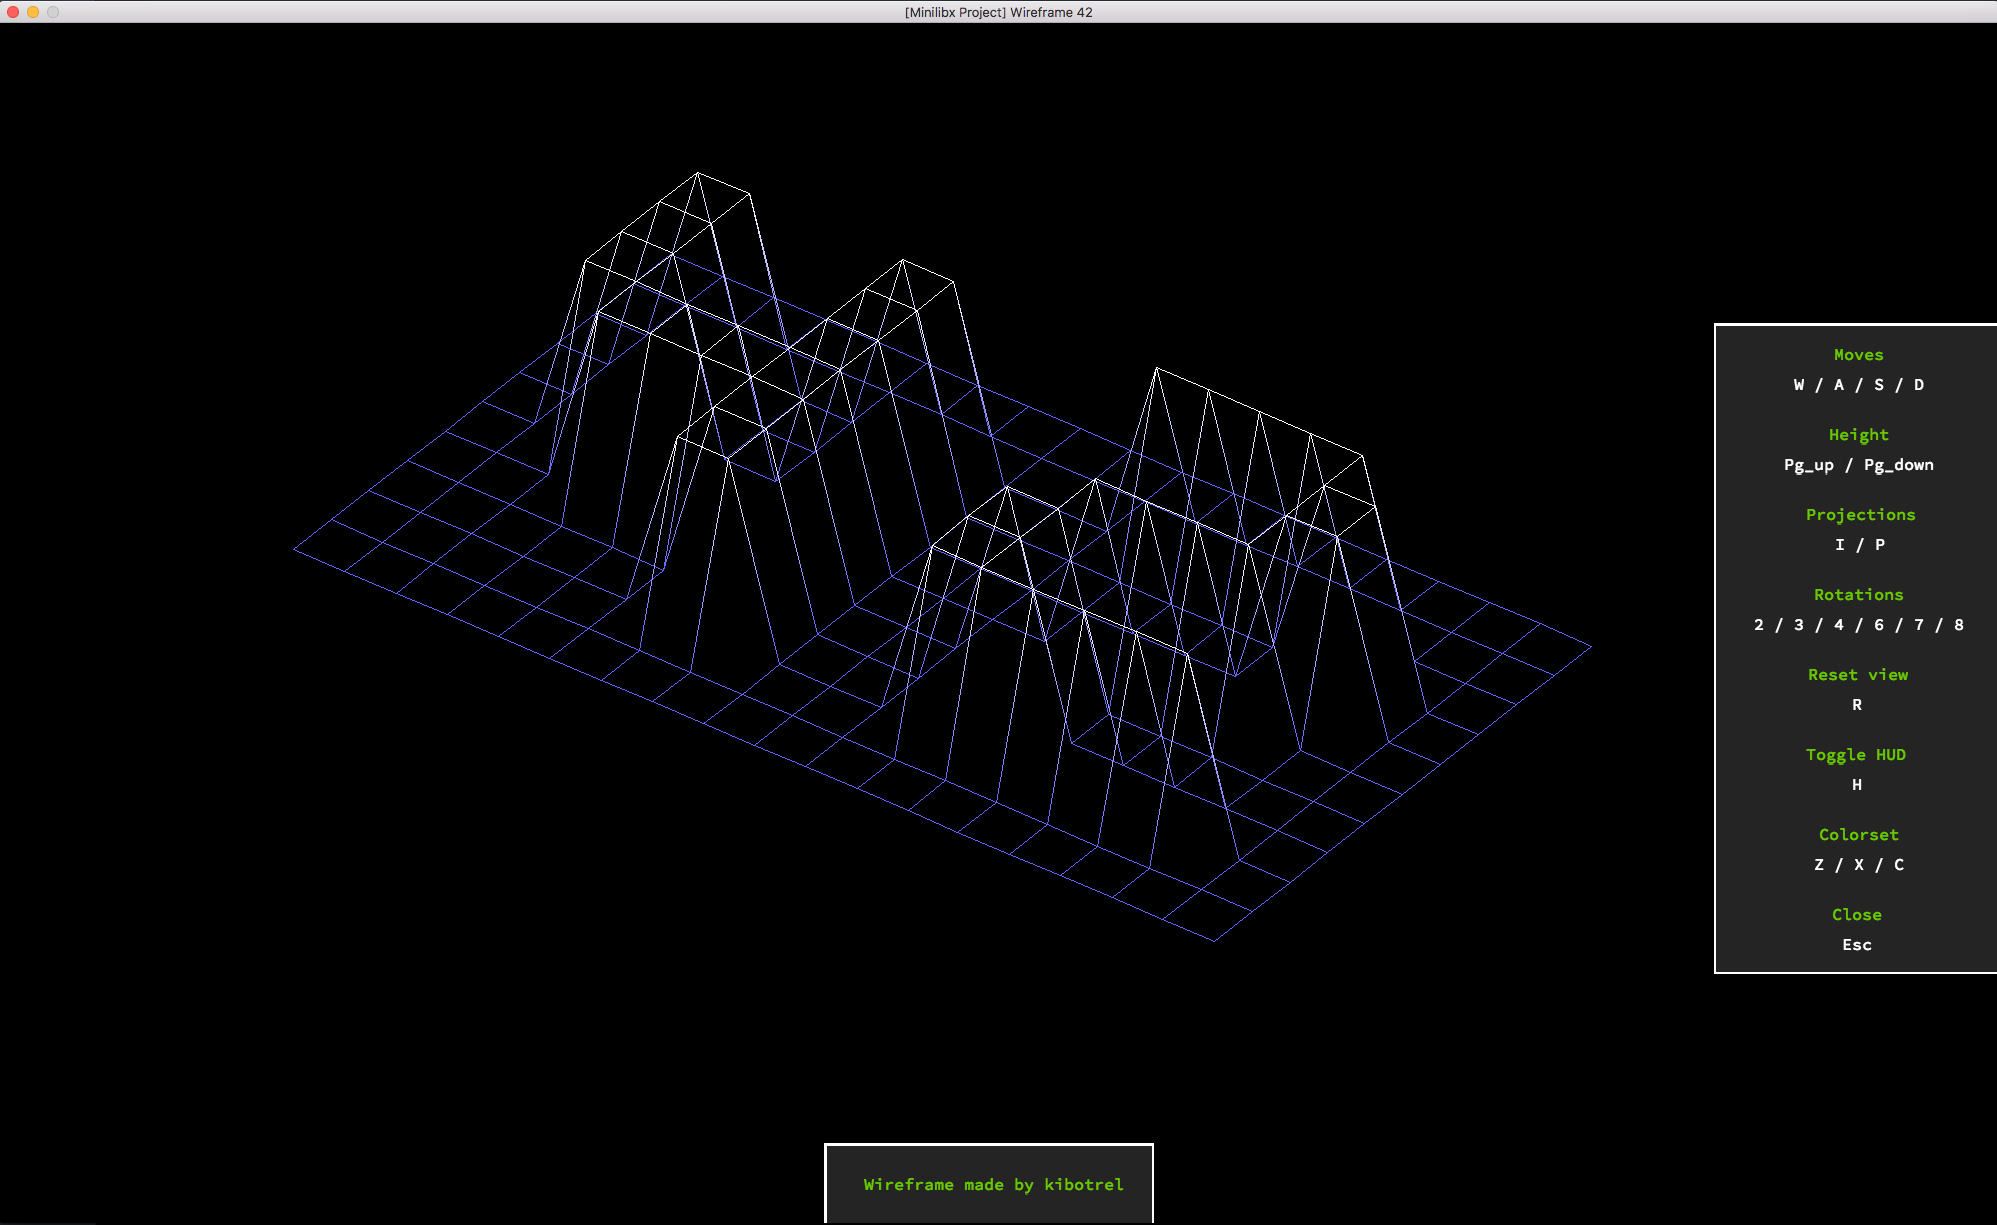 [Minilibx Project] Wireframe 42
Moves
W / A / S / D
Height
Pg_up / Pg_down
Projections
I / P
Rotations
2 / 3 / 4 / 6 / 7 / 8
Reset view
R
Toggle HUD
H
Colorset
Z / X / C
Close
Esc
Wireframe made by kibotrel